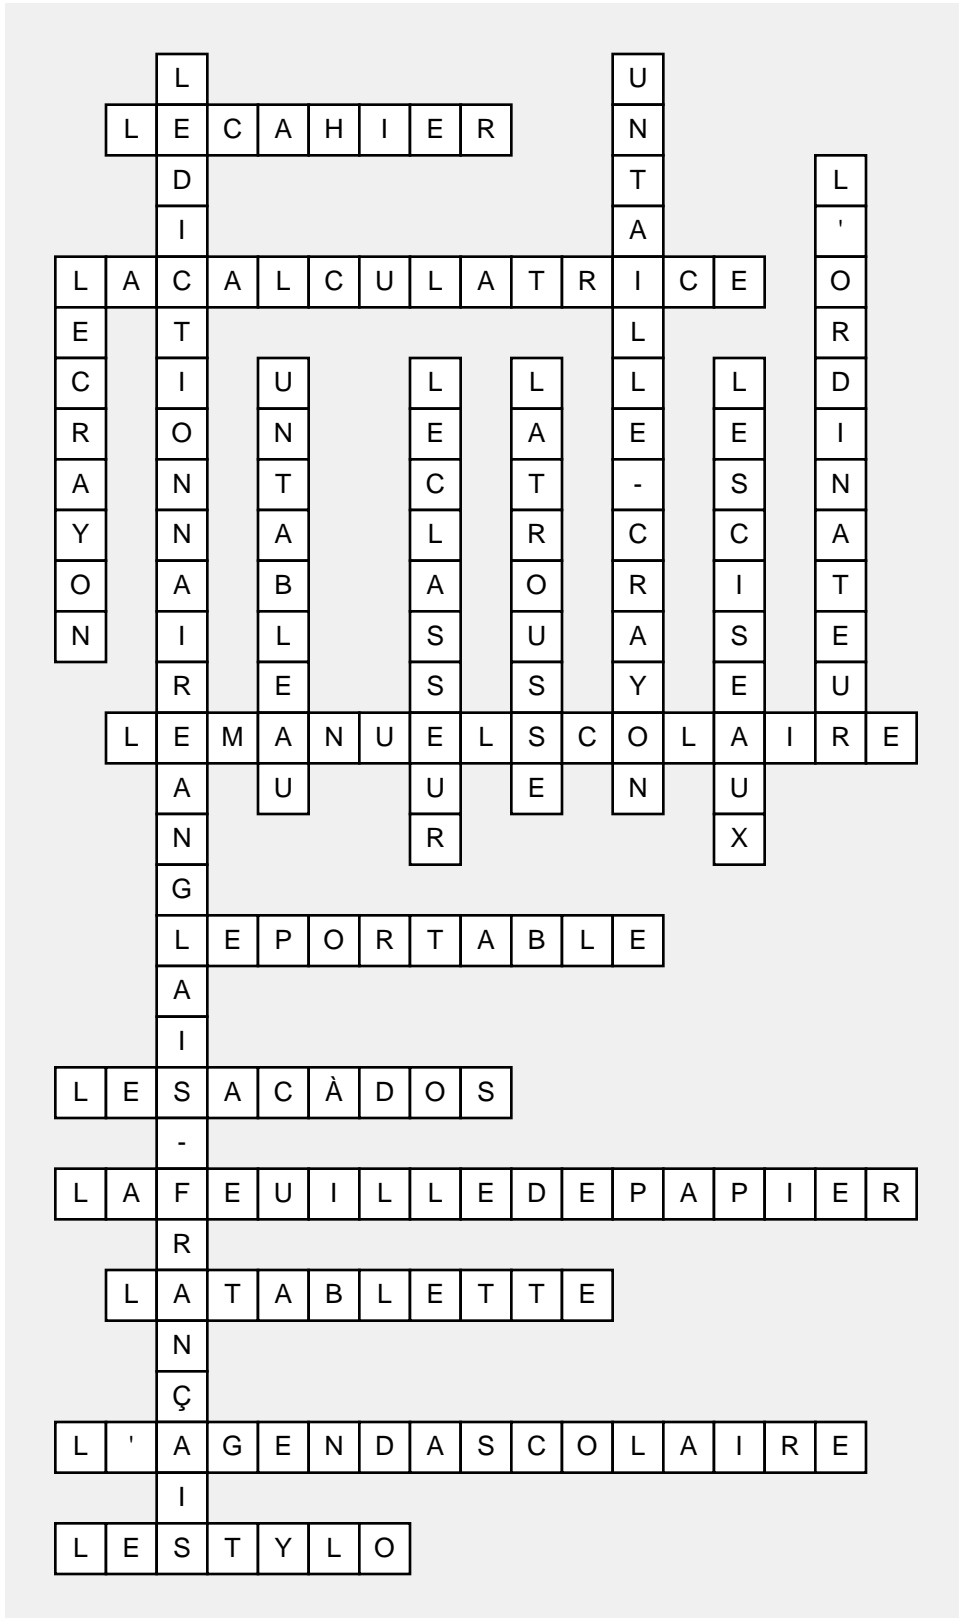 LEDICTIONNAIREANGLAIS-FRANÇAIS
UNTAILLE-CRAYON
LECAHIER
L'ORDINATEUR
LACALCULATRICE
LECRAYON
UNTABLEAU
LECLASSEUR
LATROUSSE
LESCISEAUX
LEMANUELSCOLAIRE
LEPORTABLE
LESACÀDOS
LAFEUILLEDEPAPIER
LATABLETTE
L'AGENDASCOLAIRE
LESTYLO